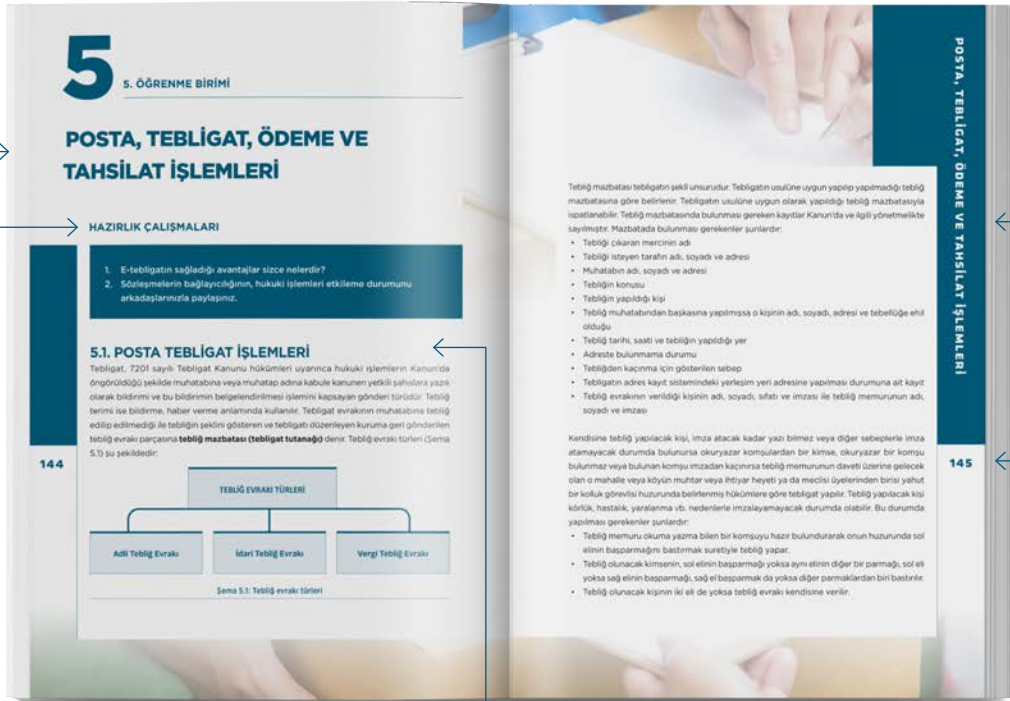 5
5. ÖĞRENME BİRİMİ
POSTA, TEBLİGAT, ÖDEME VE
TAHSİLAT İŞLEMLERİ
HAZIRLIK ÇALIŞMALARI
1. E-tebligatın sağladığı avantajlar sizce nelerdir?
2. Sözleşmelerin bağlayıcılığının, hukuki işlemleri etkileme durumunu
arkadaşlarınızla paylaşınız.
5.1. POSTA TEBLİGAT İŞLEMLERİ
Tebligat, 7201 sayılı Tebligat Kanunu hükümleri uyarınca hukuki işlemlerin Kanun'da
öngörüldüğü şekilde muhatabına veya muhatap adına kabule kanunen yetkili şahıslara yazılı
olarak bildirimi ve bu bildirimin belgelendirilmesi işlemini kapsayan gönderi türüdür. Tebliğ
terimi ise bildirme, haber verme anlamında kullanılır. Tebligat evrakının muhatabına tebliğ
edilip edilmediği ile tebliğin şeklini gösteren ve tebligatı düzenleyen kuruma geri gönderilen
tebliğ evrakı parçasına tebliğ mazbatası (tebligat tutanağı) denir. Tebliğ evrakı türleri (Şema
5.1) şu şekildedir:
144
TEBLİĞ EVRAKI TÜRLERİ
Adli Tebliğ Evrakı
İdari Tebliğ Evrakı
Vergi Tebliğ Evrakı
Şema 5.1: Tebliğ evrakı türleri
POSTA, TEBLİGAT, ÖDEME VE TAHSİLAT İŞLEMLERİ
Tebliğ mazbatası tebligatın şeklî unsurudur. Tebligatın usulüne uygun yapılıp yapılmadığı tebliğ
mazbatasına göre belirlenir. Tebligatın usulüne uygun olarak yapıldığı tebliğ mazbatasıyla
ispatlanabilir. Tebliğ mazbatasında bulunması gereken kayıtlar Kanun'da ve ilgili yönetmelikte
sayılmıştır. Mazbatada bulunması gerekenler şunlardır:
• Tebliği çıkaran mercinin adı
• Tebliği isteyen tarafın adı, soyadı ve adresi
• Muhatabın adı, soyadı ve adresi
• Tebliğin konusu
• Tebliğin yapıldığı kişi
• Tebliğ muhatabından başkasına yapılmışsa o kişinin adı, soyadı, adresi ve tebellüğe ehil
olduğu
• Tebliğ tarihi, saati ve tebliğin yapıldığı yer
• Adreste bulunmama durumu
• Tebliğden kaçınma için gösterilen sebep
• Tebligatın adres kayıt sistemindeki yerleşim yeri adresine yapılması durumuna ait kayıt
• Tebliğ evrakının verildiği kişinin adı, soyadı, sıfatı ve imzası ile tebliğ memurunun adı,
soyadı ve imzası
Kendisine tebliğ yapılacak kişi, imza atacak kadar yazı bilmez veya diğer sebeplerle imza
atamayacak durumda bulunursa okuryazar komşulardan bir kimse, okuryazar bir komşu
bulunmaz veya bulunan komşu imzadan kaçınırsa tebliğ memurunun daveti üzerine gelecek
olan o mahalle veya köyün muhtar veya ihtiyar heyeti ya da meclisi üyelerinden birisi yahut
bir kolluk görevlisi huzurunda belirlenmiş hükümlere göre tebligat yapılır. Tebliğ yapılacak kişi
körlük, hastalık, yaralanma vb. nedenlerle imzalayamayacak durumda olabilir. Bu durumda
yapılması gerekenler şunlardır:
• Tebliğ memuru okuma yazma bilen bir komşuyu hazır bulundurarak onun huzurunda sol
elinin başparmağını bastırmak suretiyle tebliğ yapar.
• Tebliğ olunacak kimsenin, sol elinin başparmağı yoksa aynı elinin diğer bir parmağı, sol eli
yoksa sağ elinin başparmağı, sağ el başparmak da yoksa diğer parmaklardan biri bastırılır.
• Tebliğ olunacak kişinin iki eli de yoksa tebliğ evrakı kendisine verilir.
145